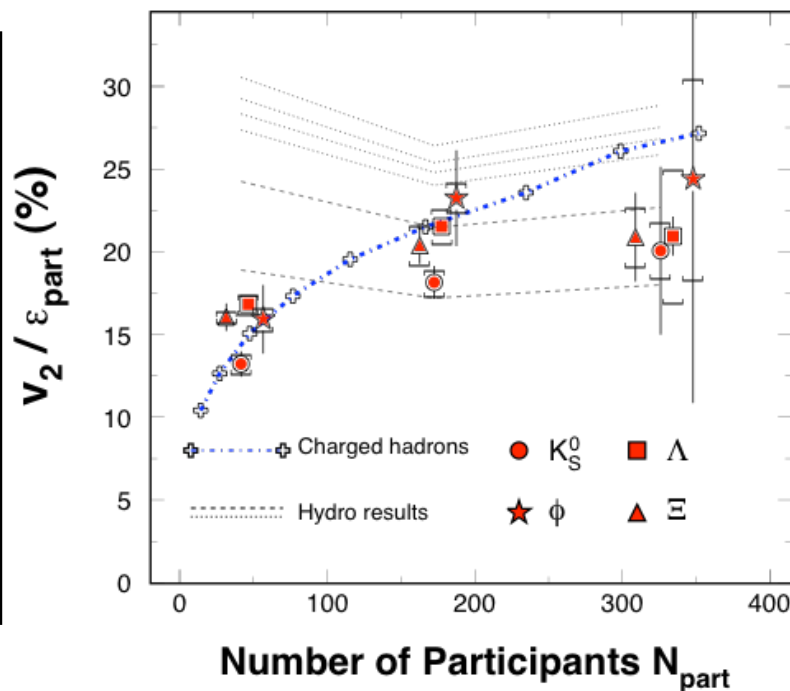 v2 / εpart (%)
30
25
20
15
10
5
0
Charged hadrons
K0S
Λ
Hydro results
ϕ
Ξ
0 100 200 300 400
Number of Participants Npart